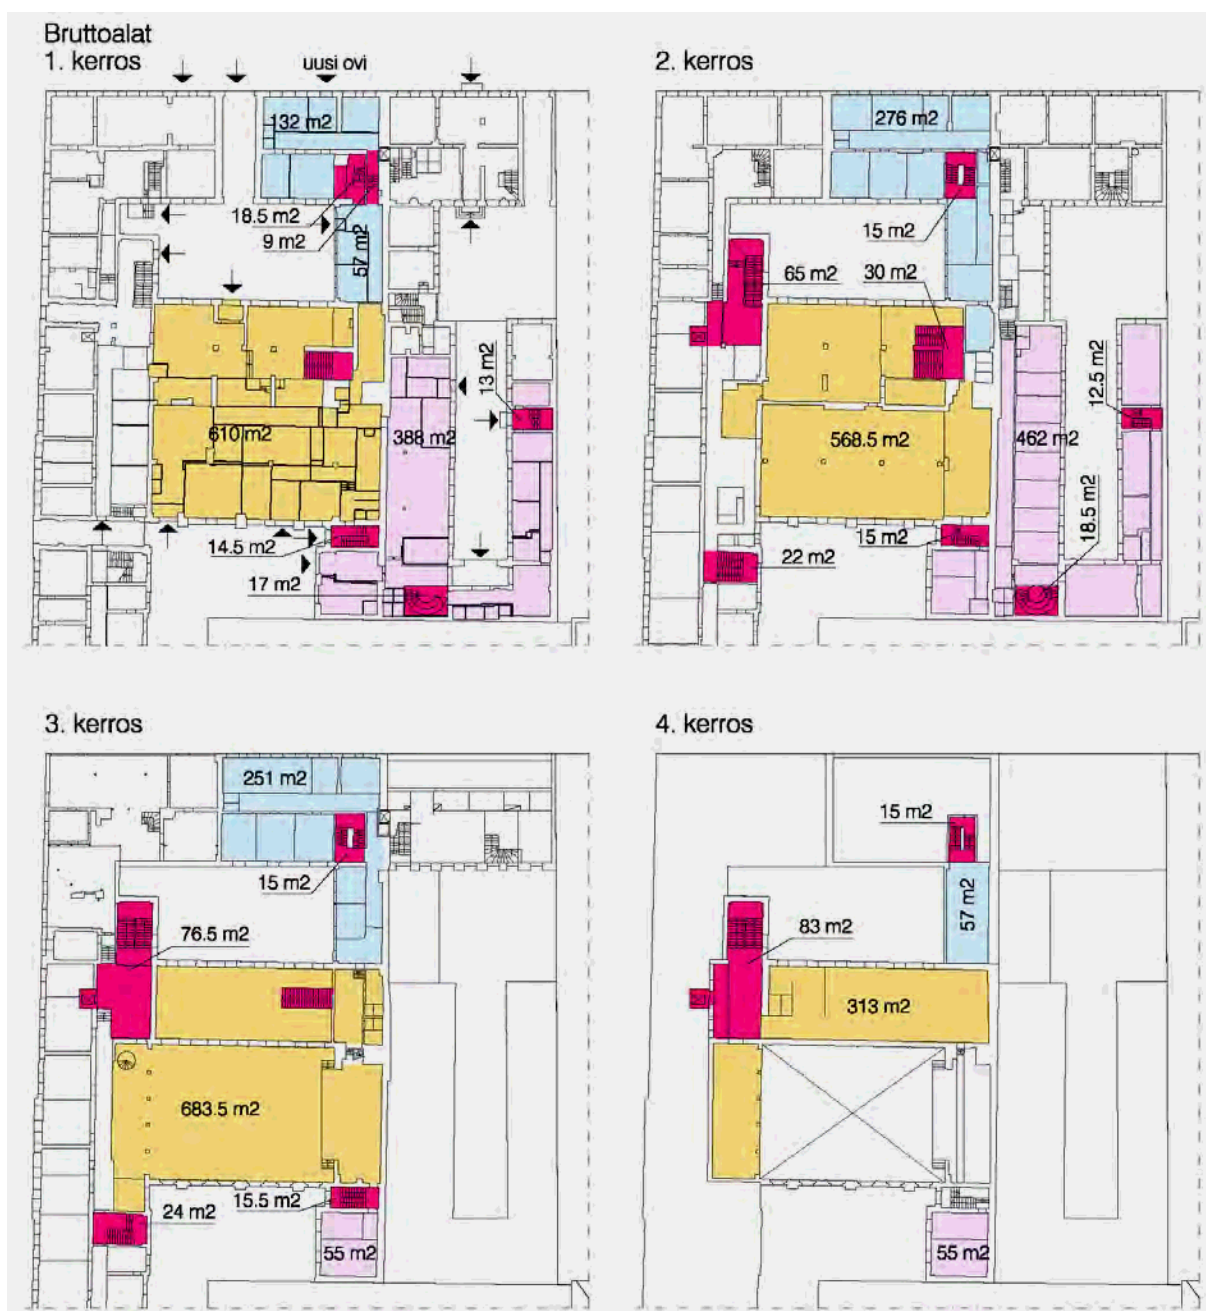 Bruttoalat
1. kerros
uusi ovi
132 m2
18.5 m2
9 m2
57 m2
13 m2
610 m2
388 m2
14.5 m2
17 m2
2. kerros
276 m2
15 m2
65 m2
30 m2
12.5 m2
568.5 m2
462 m2
18.5 m2
15 m2
22 m2
3. kerros
251 m2
15 m2
76.5 m2
683.5 m2
15.5 m2
24 m2
55 m2
4. kerros
15 m2
57 m2
83 m2
313 m2
55 m2